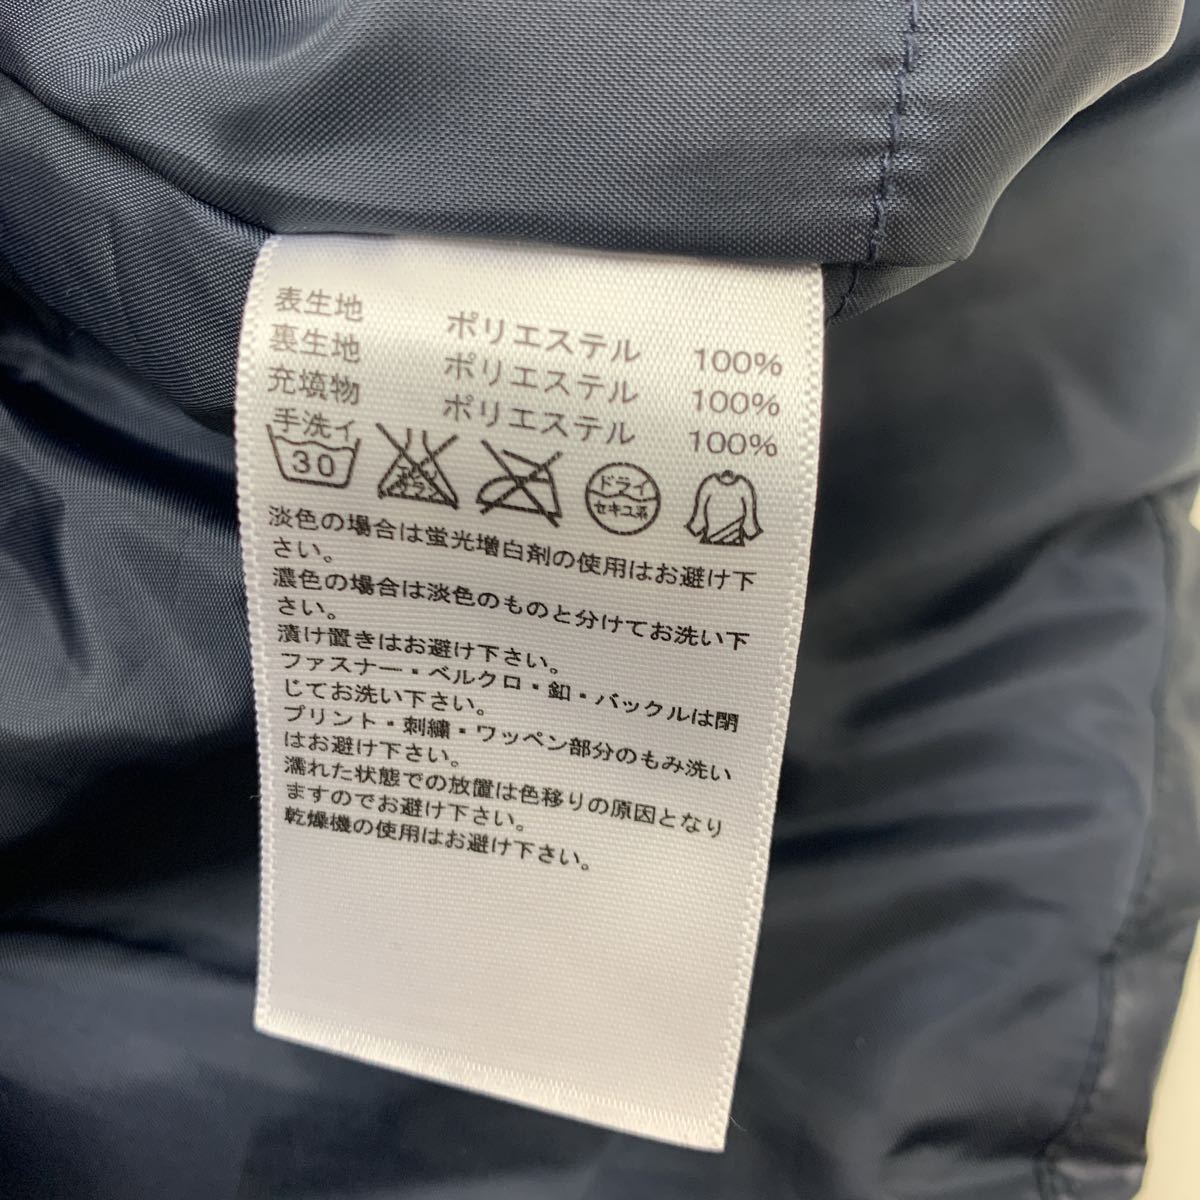 表生地 ポリエステル 100%
裏生地 ポリエステル 100%
充填物 ポリエステル 100%
手洗イ
30
エンソ
サラシ
ドライ
セキユ系
淡色の場合は蛍光増白剤の使用はお避け下
さい。
濃色の場合は淡色のものと分けてお洗い下
さい。
漬け置きはお避け下さい。
ファスナー・ベルクロ・釦・バックルは閉
じてお洗い下さい。
プリント・刺繍・ワッペン部分のもみ洗い
はお避け下さい。
濡れた状態での放置は色移りの原因となり
ますのでお避け下さい。
乾燥機の使用はお避け下さい。